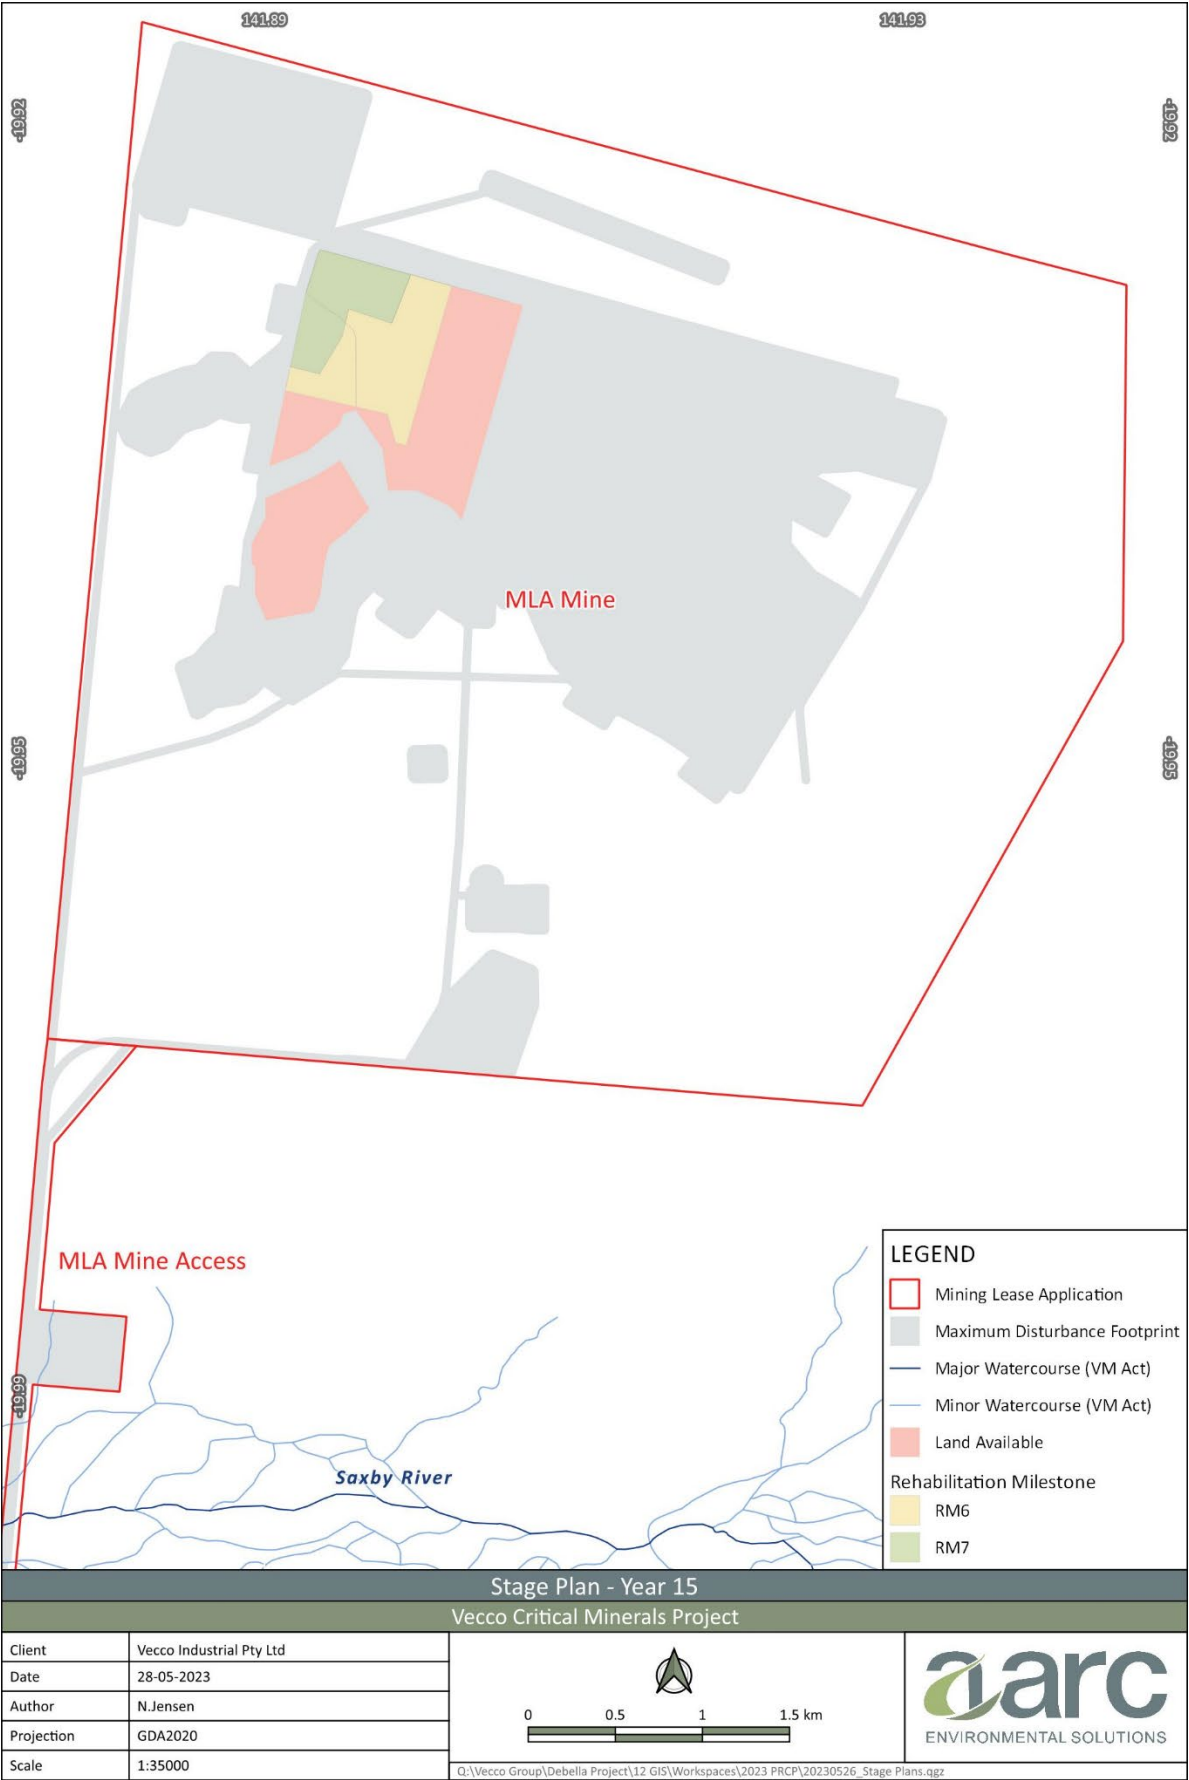 141.89
141.93
-19.92
-19.92
MLA Mine
-19.95
-19.95
MLA Mine Access
-19.99
Saxby River
LEGEND
Mining Lease Application
Maximum Disturbance Footprint
Major Watercourse (VM Act)
Minor Watercourse (VM Act)
Land Available
Rehabilitation Milestone
RM6
RM7
Stage Plan - Year 15
Vecco Critical Minerals Project
Client Vecco Industrial Pty Ltd
Date 28-05-2023
Author N.Jensen
Projection GDA2020
Scale 1:35000
0 0.5 1 1.5 km
Q:\Vecco Group\Debella Project\12 GIS\Workspaces\2023 PRCP\20230526_Stage Plans.qgz
aarc
ENVIRONMENTAL SOLUTIONS